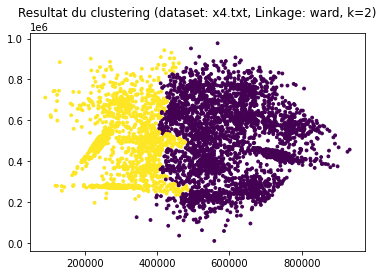 Resultat du clustering (dataset: x4.txt, Linkage: ward, k=2)
1e6
1.0
0.8
0.6
0.4
0.2
0.0
200000 400000 600000 800000